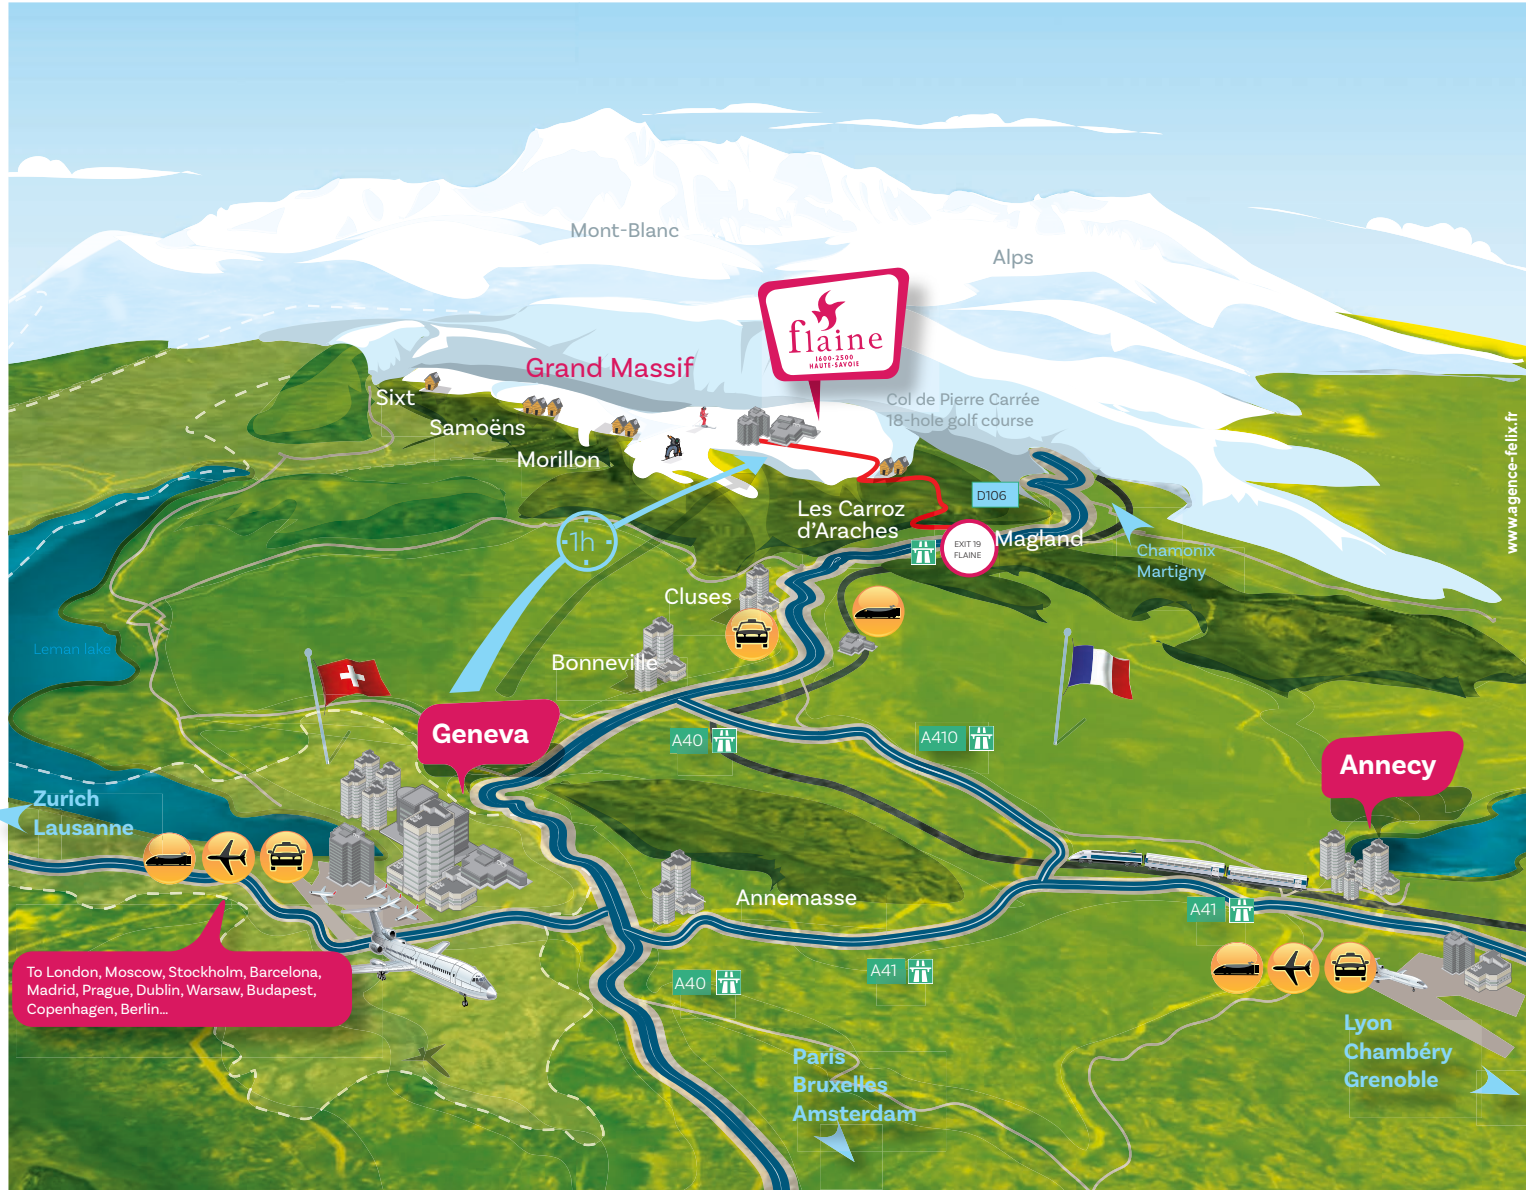 Mont-Blanc
Alps
flaine
1600-2500
HAUTE-SAVOIE
Grand Massif
Sixt
Samoëns
Morillon
Col de Pierre Carrée
18-hole golf course
www.agence-felix.fr
D106
Les Carroz
d'Araches
EXIT 19
FLAINE
Magland
Chamonix
Martigny
1h
Cluses
Bonneville
Leman lake
Geneva
A40
A410
Annecy
Zurich
Lausanne
Annemasse
A41
To London, Moscow, Stockholm, Barcelona,
Madrid, Prague, Dublin, Warsaw, Budapest,
Copenhagen, Berlin...
A40
A41
Lyon
Chambéry
Grenoble
Paris
Bruxelles
Amsterdam